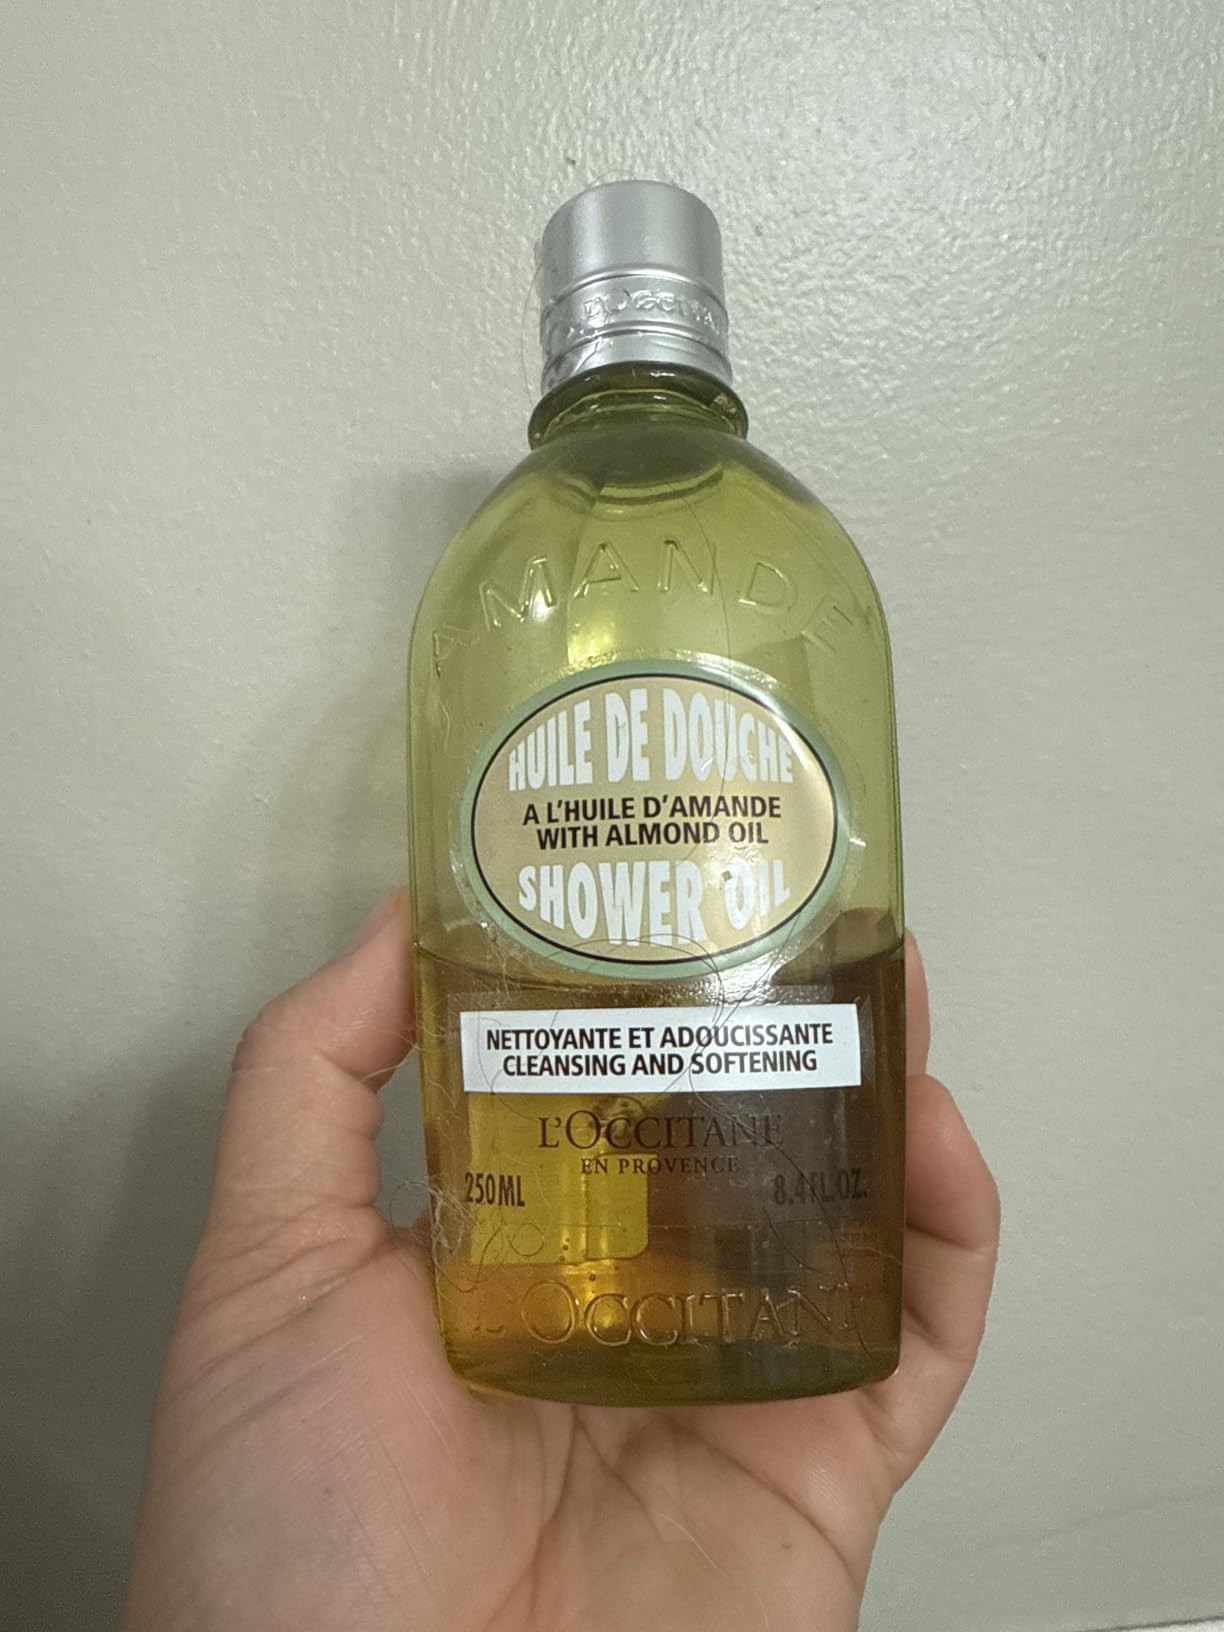 L'OCCITANE
AMANDE
HUILE DE DOUCHE
A L'HUILE D'AMANDE
WITH ALMOND OIL
SHOWER OIL
NETTOYANTE ET ADOUCISSANTE
CLEANSING AND SOFTENING
L'OCCITANE
EN PROVENCE
250ML 8.4FL.OZ.
L'OCCITANE